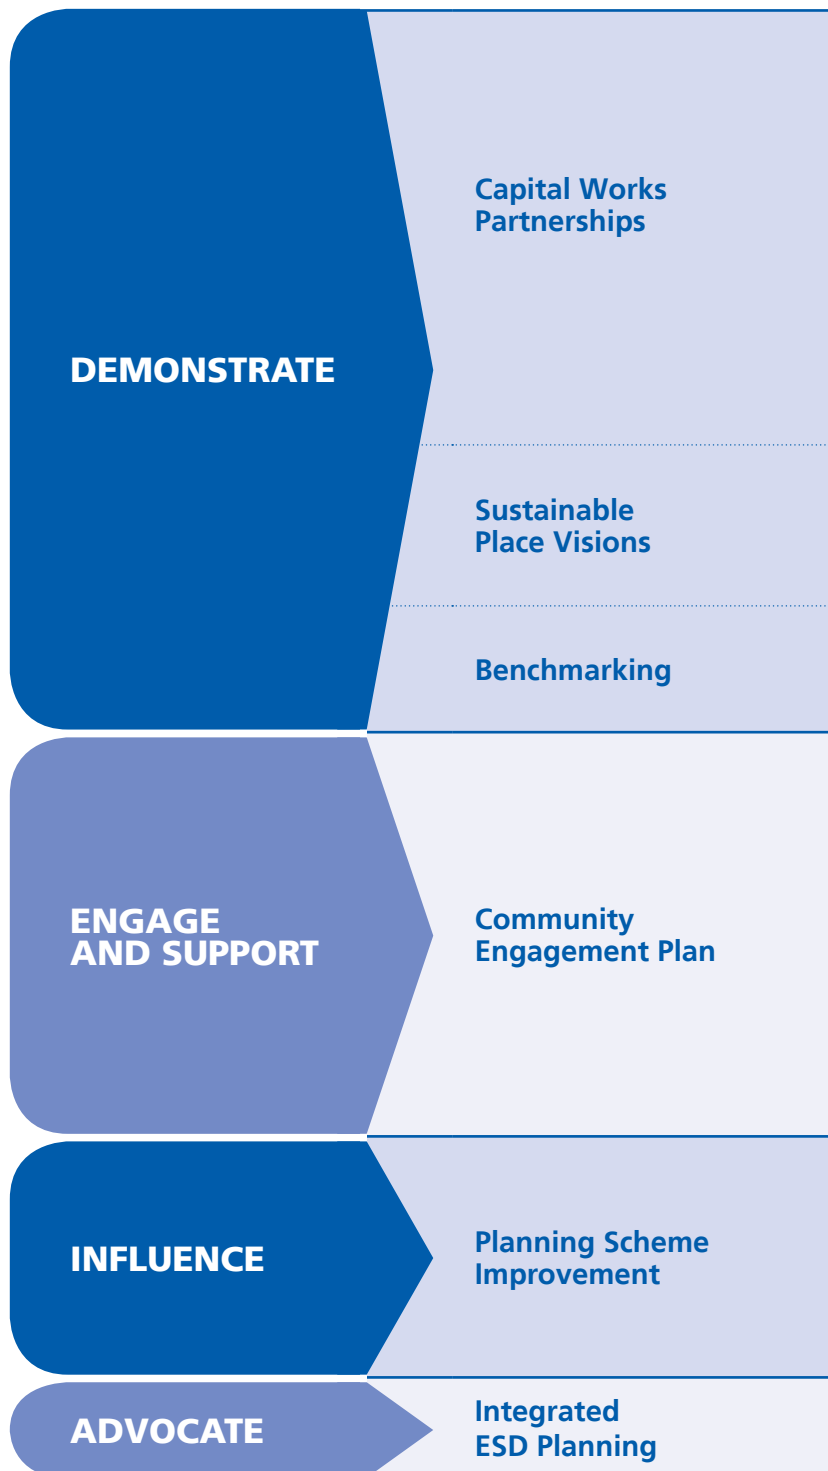 DEMONSTRATE
Capital Works
Partnerships
Sustainable
Place Visions
Benchmarking
ENGAGE
AND SUPPORT
Community
Engagement Plan
INFLUENCE
Planning Scheme
Improvement
ADVOCATE
Integrated
ESD Planning